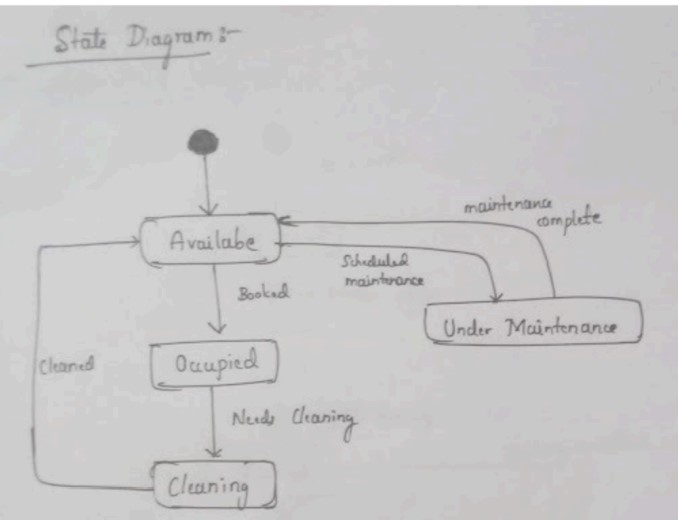 State Diagram :-
maintenance
complete
Availabe
Scheduled
maintenance
Booked
Under Maintenance
Occupied
Cleaned
Needs Cleaning
Cleaning